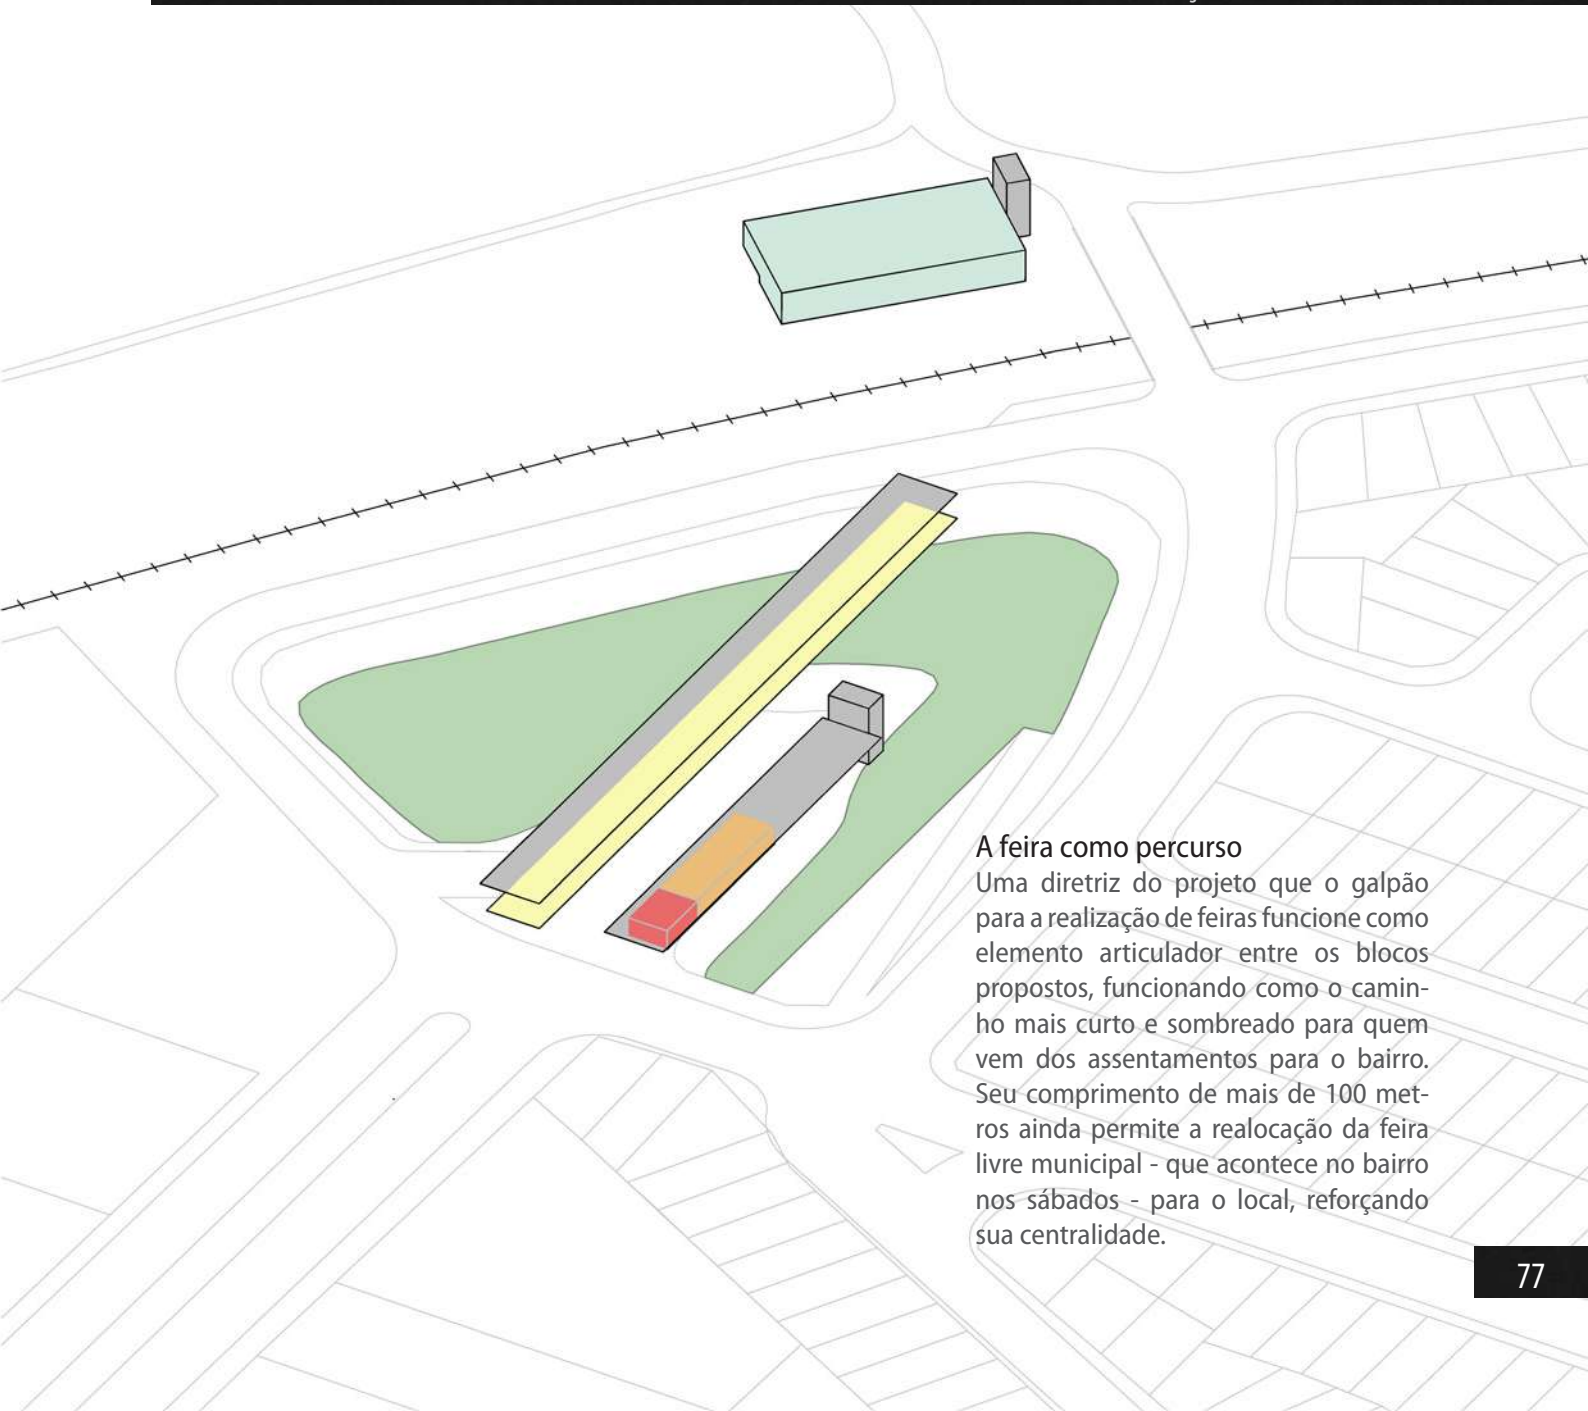 A feira como percurso
Uma diretriz do projeto que o galpão
para a realização de feiras funcione como
elemento articulador entre os blocos
propostos, funcionando como o camin-
ho mais curto e sombreado para quem
vem dos assentamentos para o bairro.
Seu comprimento de mais de 100 met-
ros ainda permite a realocação da feira
livre municipal - que acontece no bairro
nos sábados - para o local, reforçando
sua centralidade.
77